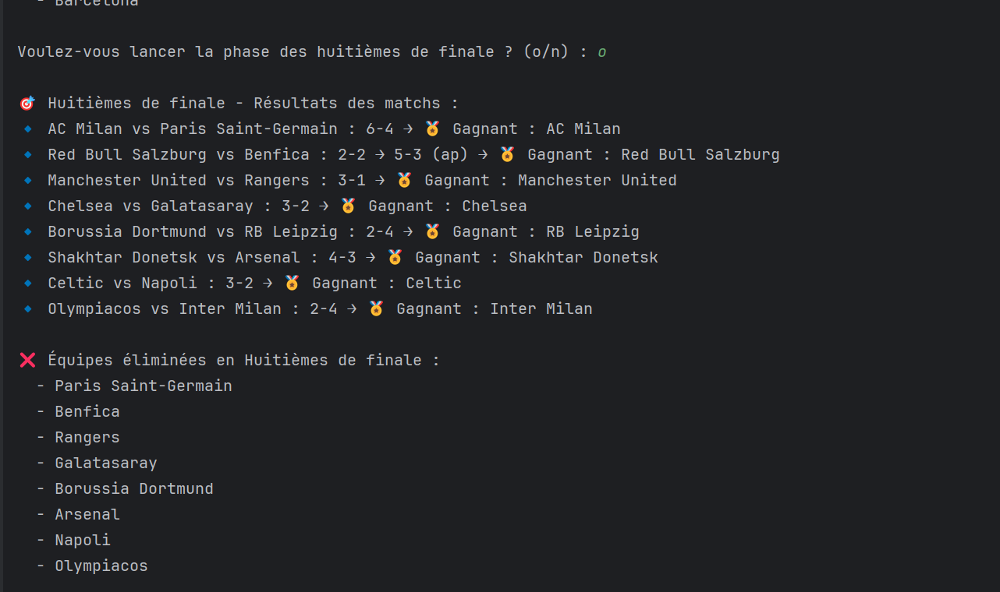 - Barcelona
Voulez-vous lancer la phase des huitièmes de finale ? (o/n) : o
🎯 Huitièmes de finale - Résultats des matchs :
🔹 AC Milan vs Paris Saint-Germain : 6-4 → 🏅 Gagnant : AC Milan
🔹 Red Bull Salzburg vs Benfica : 2-2 → 5-3 (ap) → 🏅 Gagnant : Red Bull Salzburg
🔹 Manchester United vs Rangers : 3-1 → 🏅 Gagnant : Manchester United
🔹 Chelsea vs Galatasaray : 3-2 → 🏅 Gagnant : Chelsea
🔹 Borussia Dortmund vs RB Leipzig : 2-4 → 🏅 Gagnant : RB Leipzig
🔹 Shakhtar Donetsk vs Arsenal : 4-3 → 🏅 Gagnant : Shakhtar Donetsk
🔹 Celtic vs Napoli : 3-2 → 🏅 Gagnant : Celtic
🔹 Olympiacos vs Inter Milan : 2-4 → 🏅 Gagnant : Inter Milan
❌ Équipes éliminées en Huitièmes de finale :
- Paris Saint-Germain
- Benfica
- Rangers
- Galatasaray
- Borussia Dortmund
- Arsenal
- Napoli
- Olympiacos